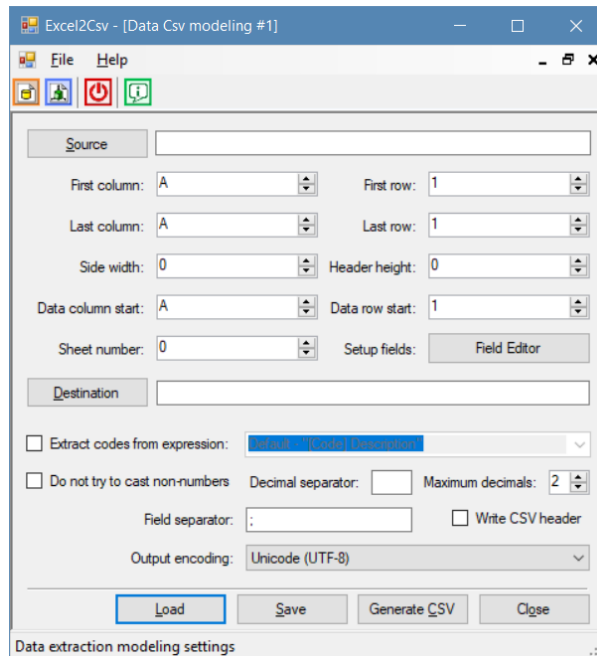 Excel2Csv - [Data Csv modeling #1]
File Help
Source
First column: A First row: 1
Last column: A Last row: 1
Side width: 0 Header height: 0
Data column start: A Data row start: 1
Sheet number: 0 Setup fields: Field Editor
Destination
Extract codes from expression: Default - "[Code] Description"
Do not try to cast non-numbers Decimal separator: Maximum decimals: 2
Field separator: ; Write CSV header
Output encoding: Unicode (UTF-8)
Load Save Generate CSV Close
Data extraction modeling settings